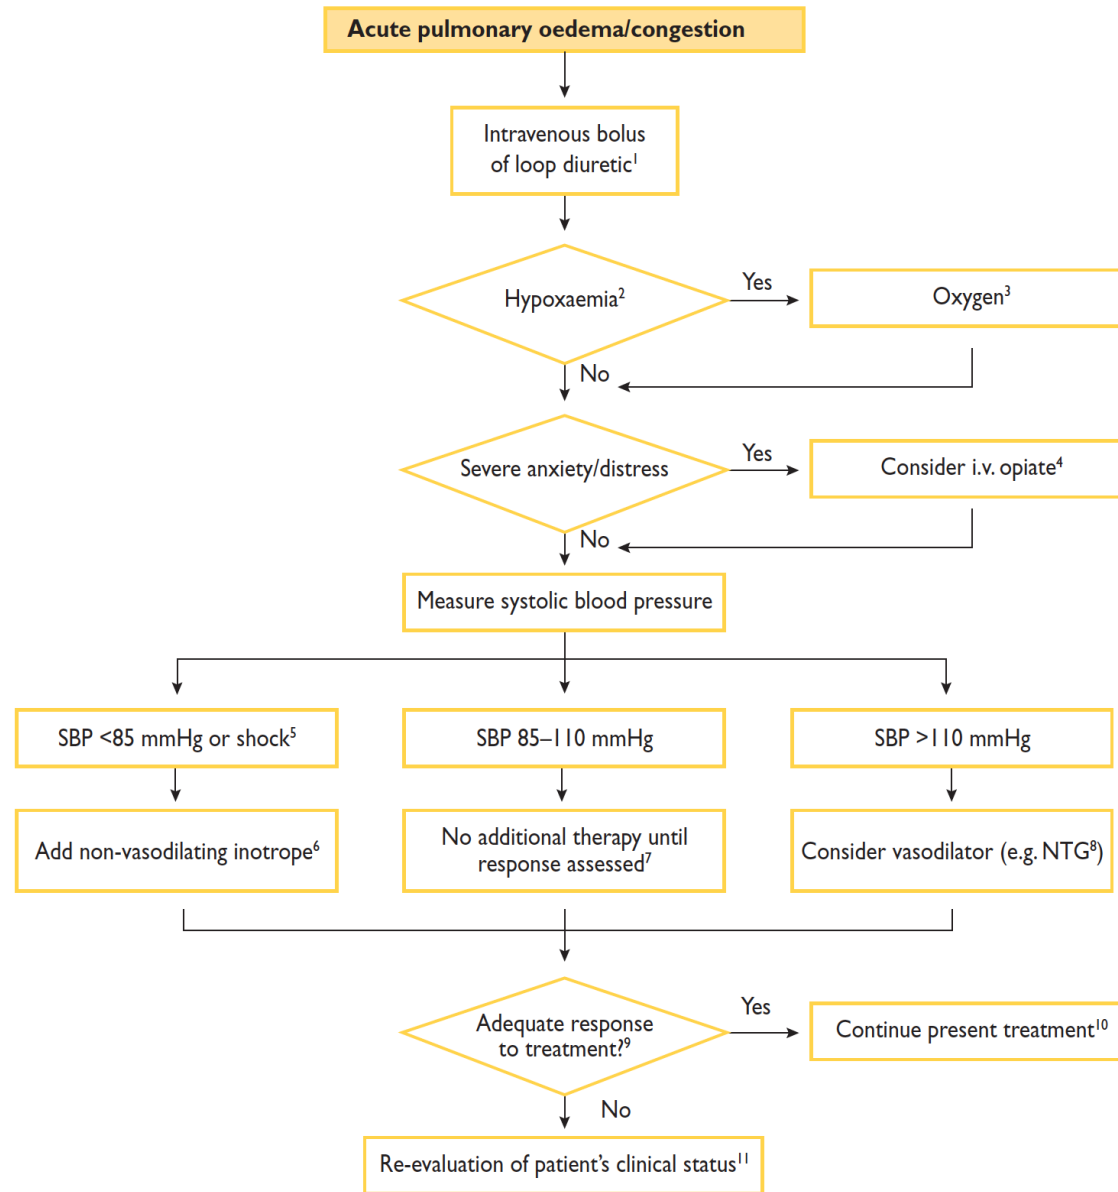 Acute pulmonary oedema/congestion
Intravenous bolus
of loop diuretic¹
Hypoxaemia²
Yes
Oxygen³
No
Severe anxiety/distress
Yes
Consider i.v. opiate⁴
No
Measure systolic blood pressure
SBP <85 mmHg or shock⁵
SBP 85–110 mmHg
SBP >110 mmHg
Add non-vasodilating inotrope⁶
No additional therapy until
response assessed⁷
Consider vasodilator (e.g. NTG⁸)
Adequate response
to treatment?⁹
Yes
Continue present treatment¹⁰
No
Re-evaluation of patient’s clinical status¹¹